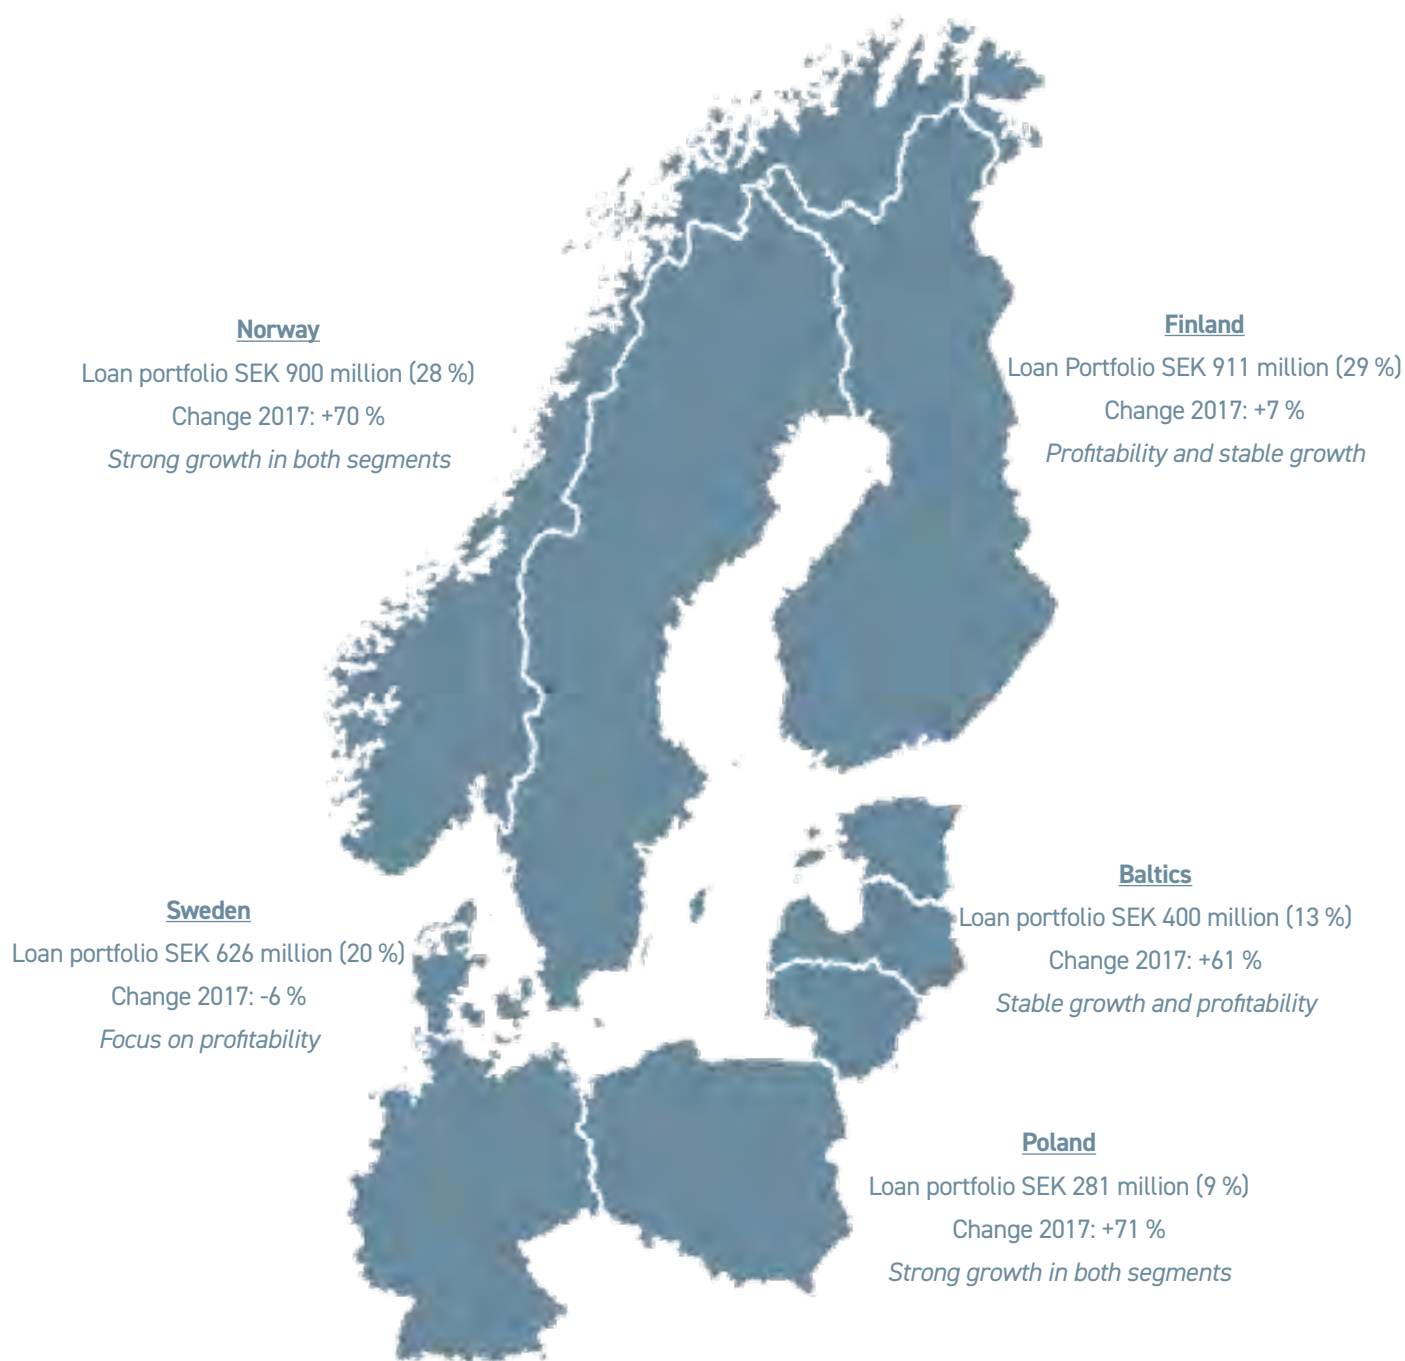 Norway
Loan portfolio SEK 900 million (28 %)
Change 2017: +70 %
Strong growth in both segments
Finland
Loan Portfolio SEK 911 million (29 %)
Change 2017: +7 %
Profitability and stable growth
Sweden
Loan portfolio SEK 626 million (20 %)
Change 2017: -6 %
Focus on profitability
Baltics
Loan portfolio SEK 400 million (13 %)
Change 2017: +61 %
Stable growth and profitability
Poland
Loan portfolio SEK 281 million (9 %)
Change 2017: +71 %
Strong growth in both segments